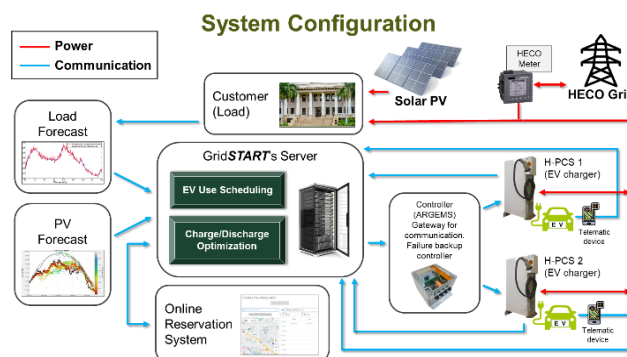 System Configuration
Power
Communication
HECO
Meter
HECO Gri
Customer
(Load)
Solar PV
Load
Forecast
GridSTART's Server
H-PCS 1
(EV charger)
EV Use Scheduling
Controller
(ARGEMS)
Gateway for
communication.
Failure backup
controller
PV
Forecast
Charge/Discharge
Optimization
EV
Telematic
device
H-PCS 2
(EV charger)
Online
Reservation
System
EV
Telematic
device